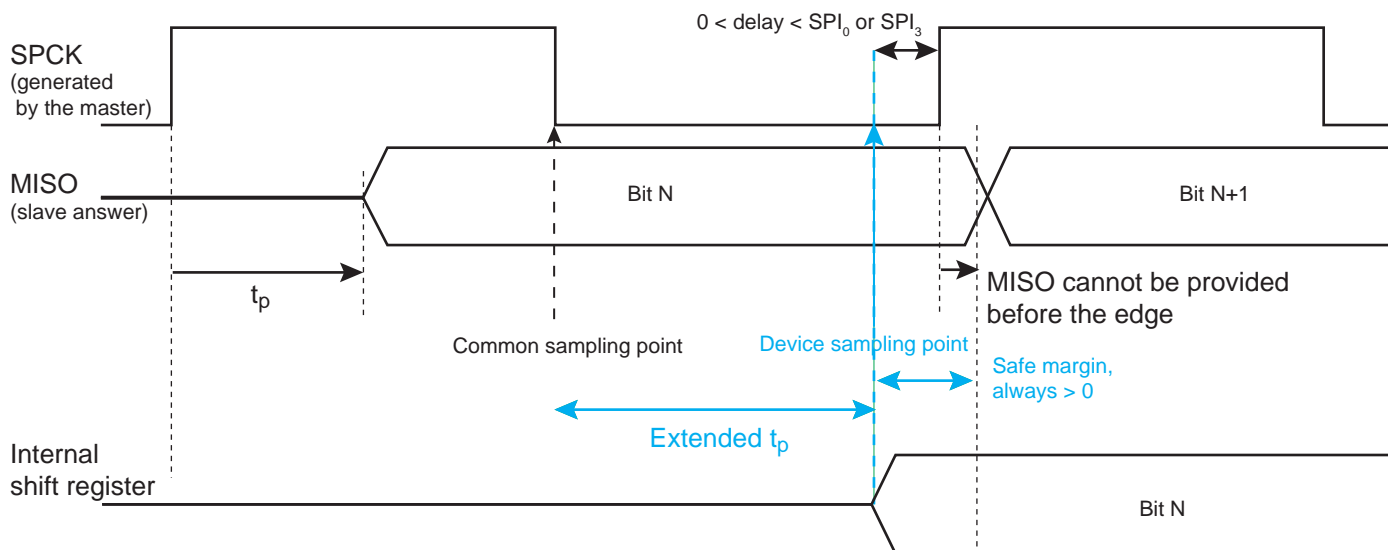 0 < delay < SPI₀ or SPI₃
SPCK
(generated
by the master)
MISO
(slave answer)
Bit N
Bit N+1
tₚ
MISO cannot be provided
before the edge
Common sampling point
Device sampling point
Safe margin,
always > 0
Extended tₚ
Internal
shift register
Bit N